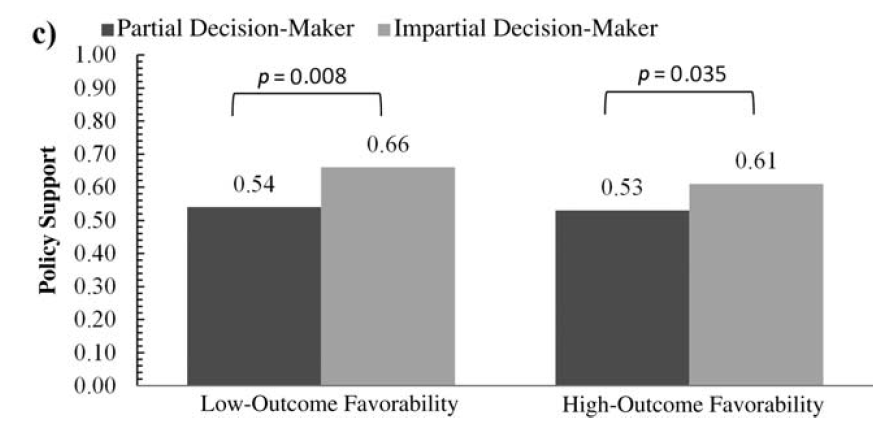 c) Partial Decision-Maker Impartial Decision-Maker
1.00
0.90
0.80
0.70
0.60
0.50
0.40
0.30
0.20
0.10
0.00
Policy Support
p = 0.008
p = 0.035
0.54
0.66
0.53
0.61
Low-Outcome Favorability
High-Outcome Favorability